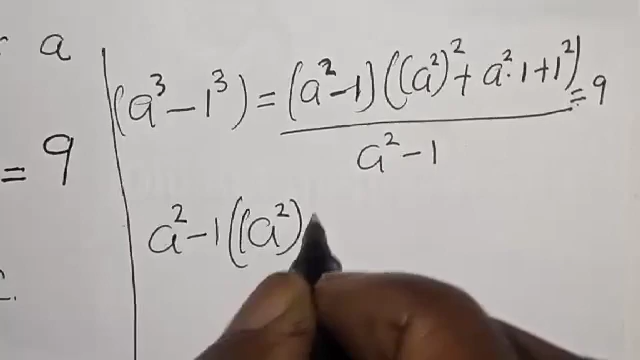 a
= 9
(a³ - 1³) = (a² - 1)((a²)² + a²·1 + 1²) = 9
a² - 1
a² - 1((a²)